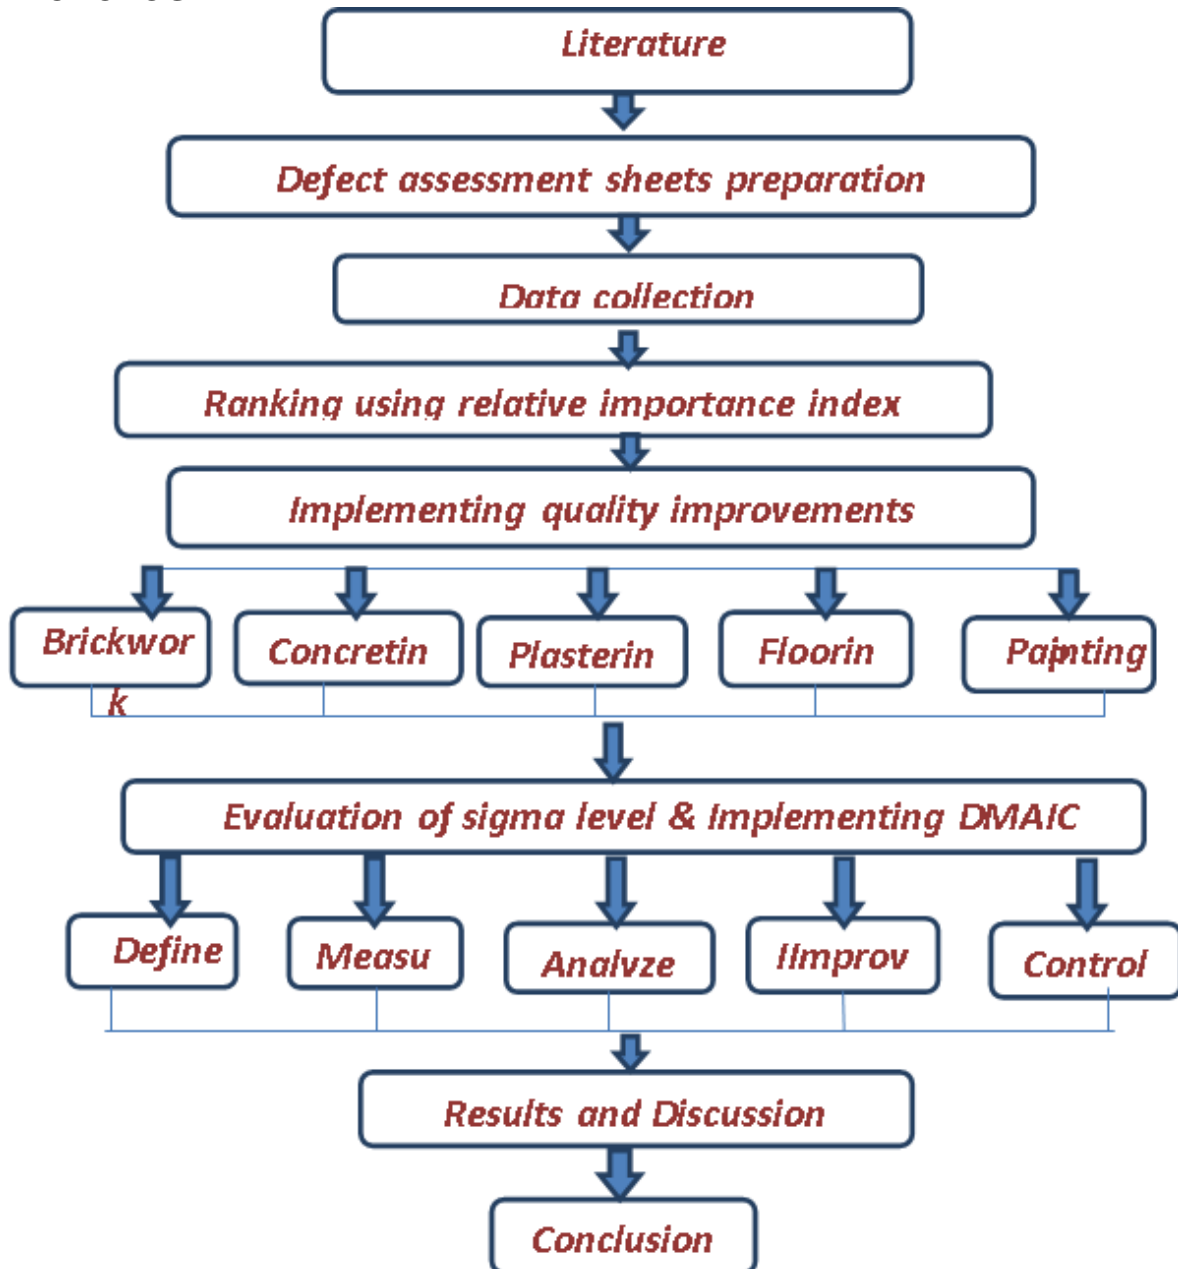 Literature
Defect assessment sheets preparation
Data collection
Ranking using relative importance index
Implementing quality improvements
Brickwor
k
Concretin
Plasterin
Floorin
Painting
Evaluation of sigma level & Implementing DMAIC
Define
Measu
Analyze
IImprov
Control
Results and Discussion
Conclusion